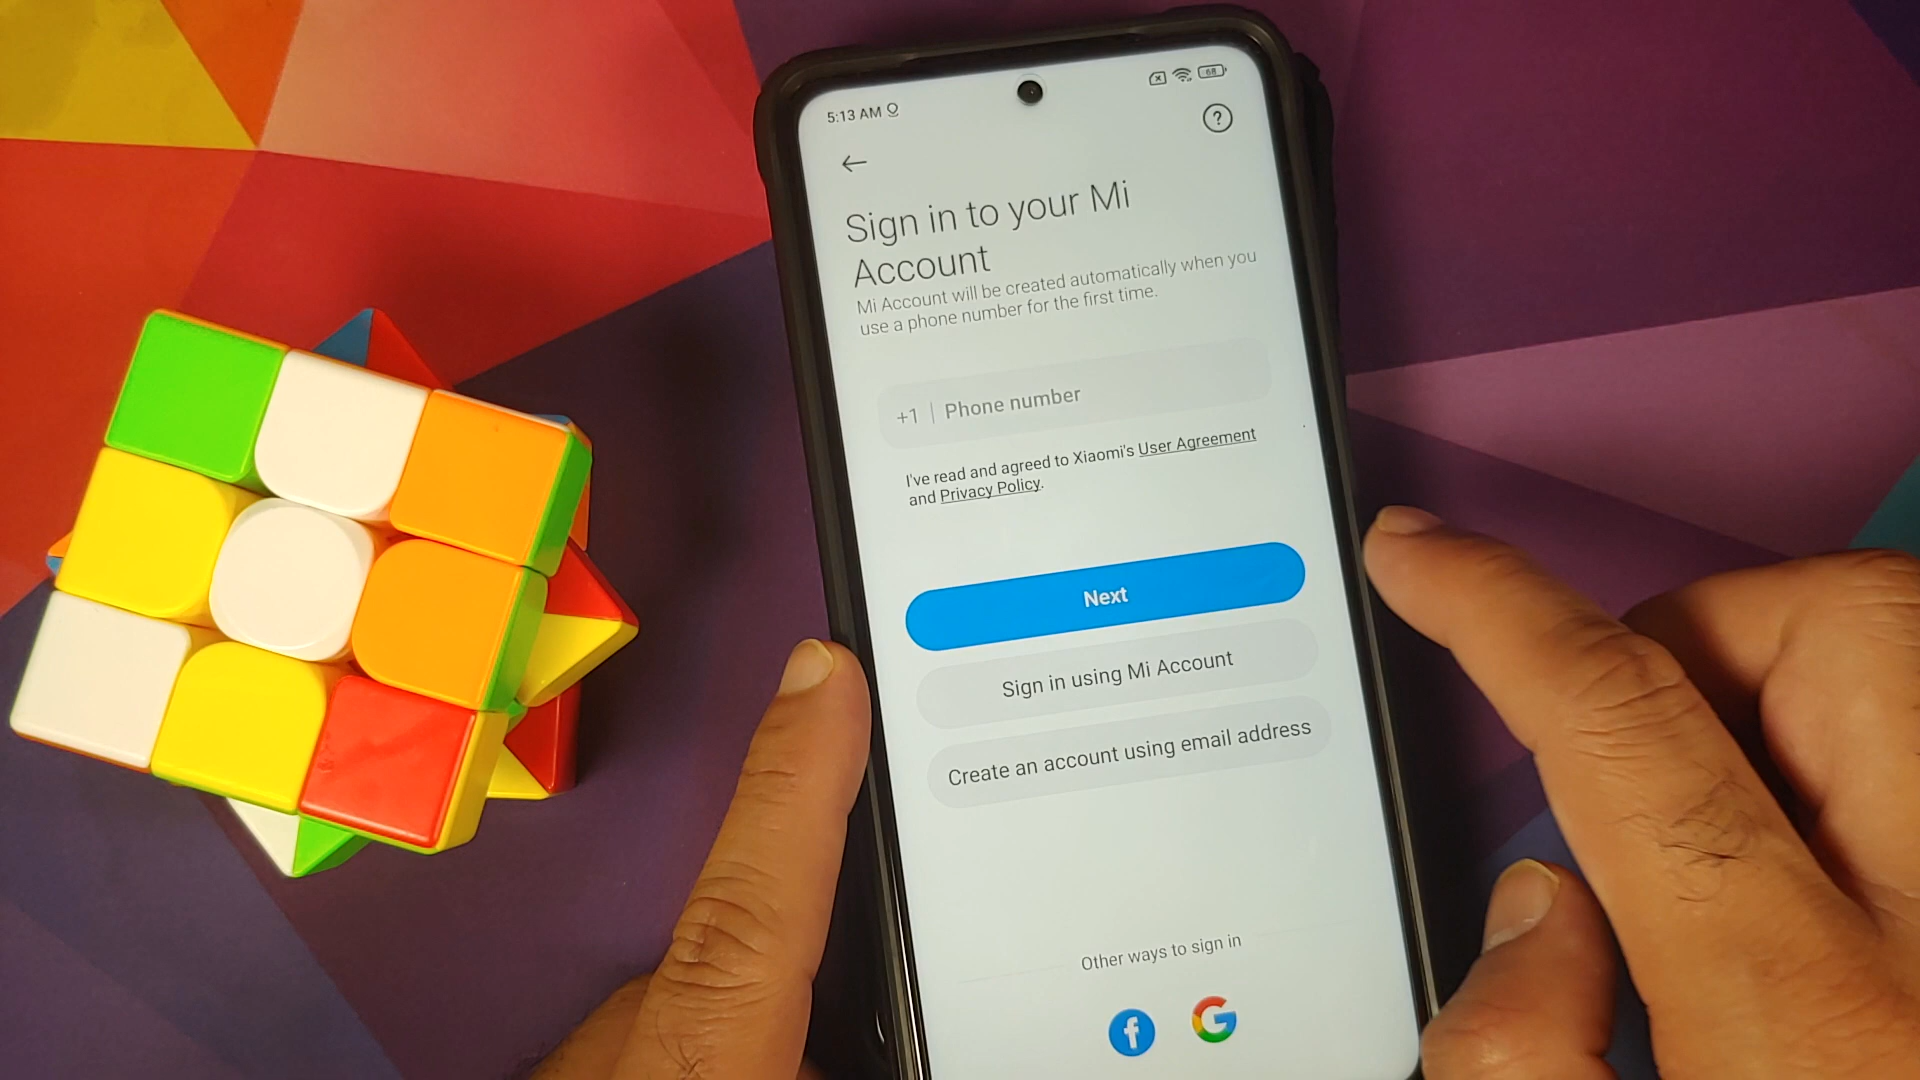 5:13 AM
68
?
Sign in to your Mi
Account
Mi Account will be created automatically when you
use a phone number for the first time.
+1 | Phone number
I've read and agreed to Xiaomi's User Agreement
and Privacy Policy.
Next
Sign in using Mi Account
Create an account using email address
Other ways to sign in
f G